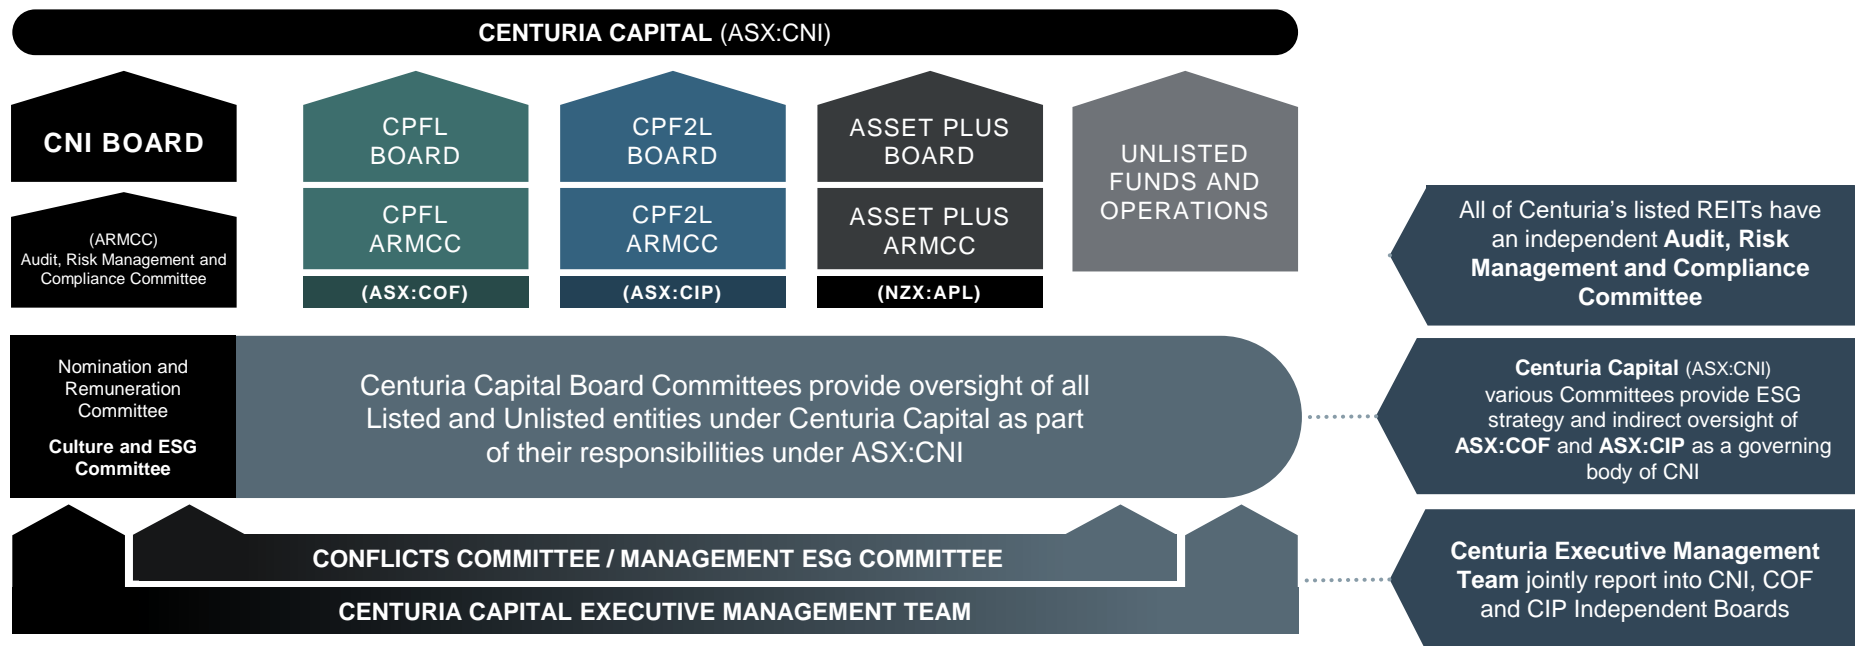 CENTURIA CAPITAL (ASX:CNI)
CNI BOARD
(ARMCC)
Audit, Risk Management and
Compliance Committee
CPFL
BOARD
CPFL
ARMCC
(ASX:COF)
CPF2L
BOARD
CPF2L
ARMCC
(ASX:CIP)
ASSET PLUS
BOARD
ASSET PLUS
ARMCC
(NZX:APL)
UNLISTED
FUNDS AND
OPERATIONS
All of Centuria’s listed REITs have
an independent Audit, Risk
Management and Compliance
Committee
Nomination and
Remuneration
Committee
Culture and ESG
Committee
Centuria Capital Board Committees provide oversight of all
Listed and Unlisted entities under Centuria Capital as part
of their responsibilities under ASX:CNI
Centuria Capital (ASX:CNI)
various Committees provide ESG
strategy and indirect oversight of
ASX:COF and ASX:CIP as a governing
body of CNI
CONFLICTS COMMITTEE / MANAGEMENT ESG COMMITTEE
CENTURIA CAPITAL EXECUTIVE MANAGEMENT TEAM
Centuria Executive Management
Team jointly report into CNI, COF
and CIP Independent Boards